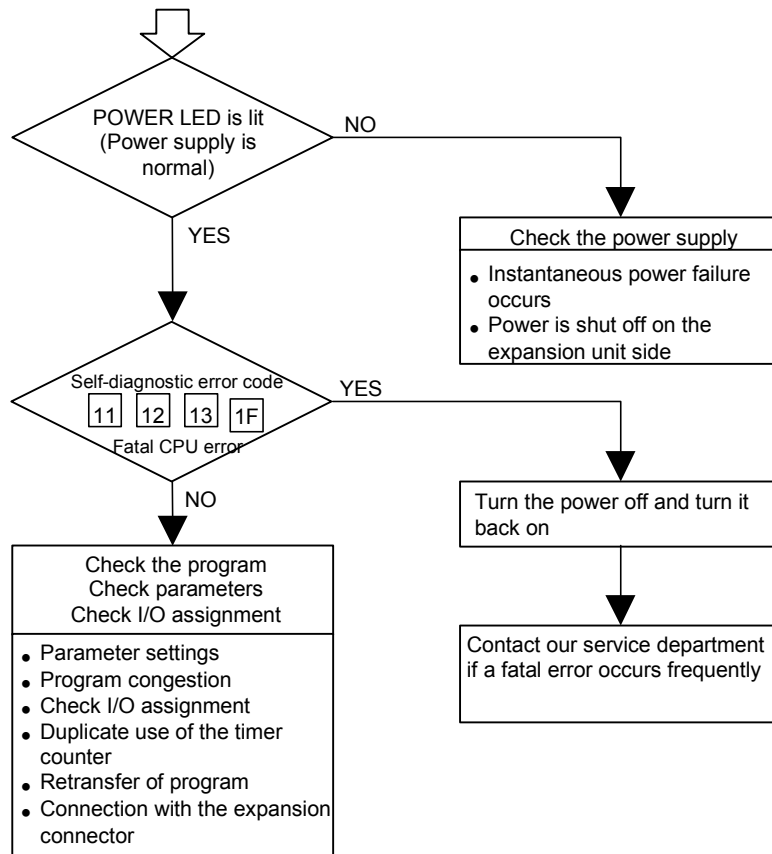 POWER LED is lit
(Power supply is
normal)
NO
YES
Check the power supply
• Instantaneous power failure
occurs
• Power is shut off on the
expansion unit side
Self-diagnostic error code
11 12 13 1F
Fatal CPU error
YES
NO
Turn the power off and turn it
back on
Check the program
Check parameters
Check I/O assignment
• Parameter settings
• Program congestion
• Check I/O assignment
• Duplicate use of the timer
counter
• Retransfer of program
• Connection with the expansion
connector
Contact our service department
if a fatal error occurs frequently